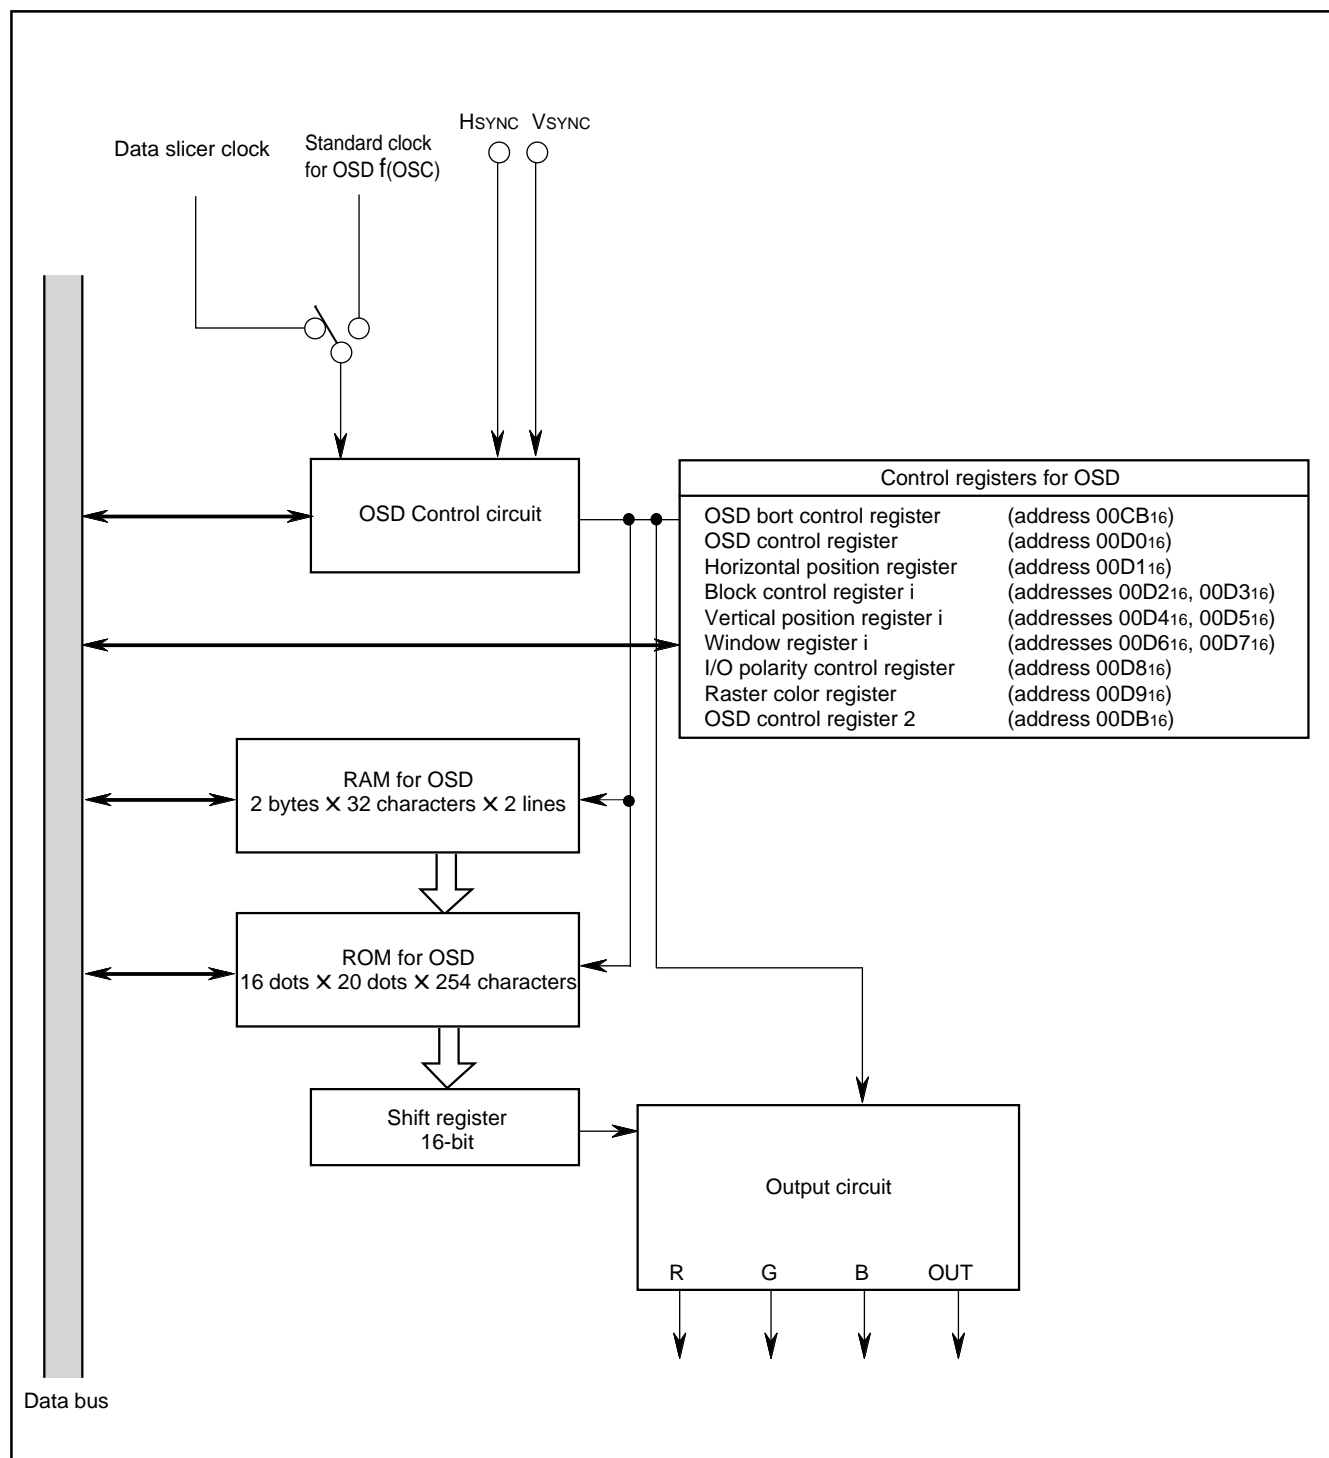 HSYNC VSYNC
Data slicer clock
Standard clock
for OSD f(OSC)
Control registers for OSD
OSD Control circuit
OSD bort control register (address 00CB16)
OSD control register (address 00D016)
Horizontal position register (address 00D116)
Block control register i (addresses 00D216, 00D316)
Vertical position register i (addresses 00D416, 00D516)
Window register i (addresses 00D616, 00D716)
I/O polarity control register (address 00D816)
Raster color register (address 00D916)
OSD control register 2 (address 00DB16)
RAM for OSD
2 bytes × 32 characters × 2 lines
ROM for OSD
16 dots × 20 dots × 254 characters
Shift register
16-bit
Output circuit
R G B OUT
Data bus